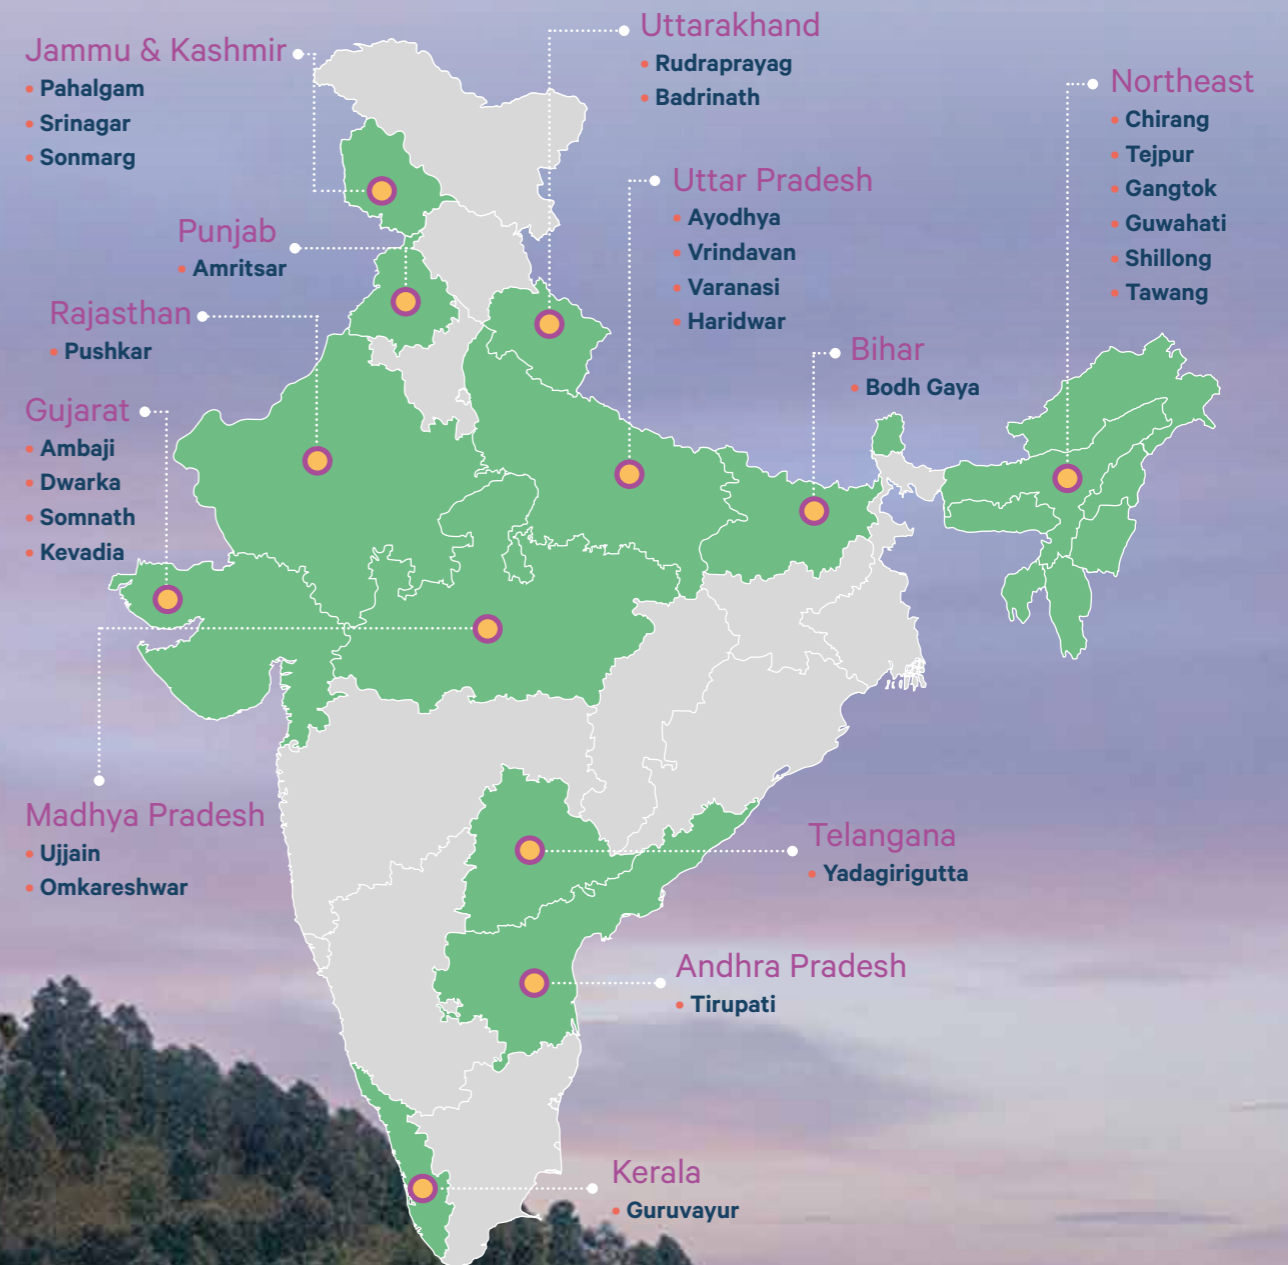 Jammu & Kashmir
• Pahalgam
• Srinagar
• Sonmarg
Uttarakhand
• Rudraprayag
• Badrinath
Northeast
• Chirang
• Tejpur
• Gangtok
• Guwahati
• Shillong
• Tawang
Uttar Pradesh
• Ayodhya
• Vrindavan
• Varanasi
• Haridwar
Punjab
• Amritsar
Rajasthan
• Pushkar
Bihar
• Bodh Gaya
Gujarat
• Ambaji
• Dwarka
• Somnath
• Kevadia
Madhya Pradesh
• Ujjain
• Omkareshwar
Telangana
• Yadagirigutta
Andhra Pradesh
• Tirupati
Kerala
• Guruvayur